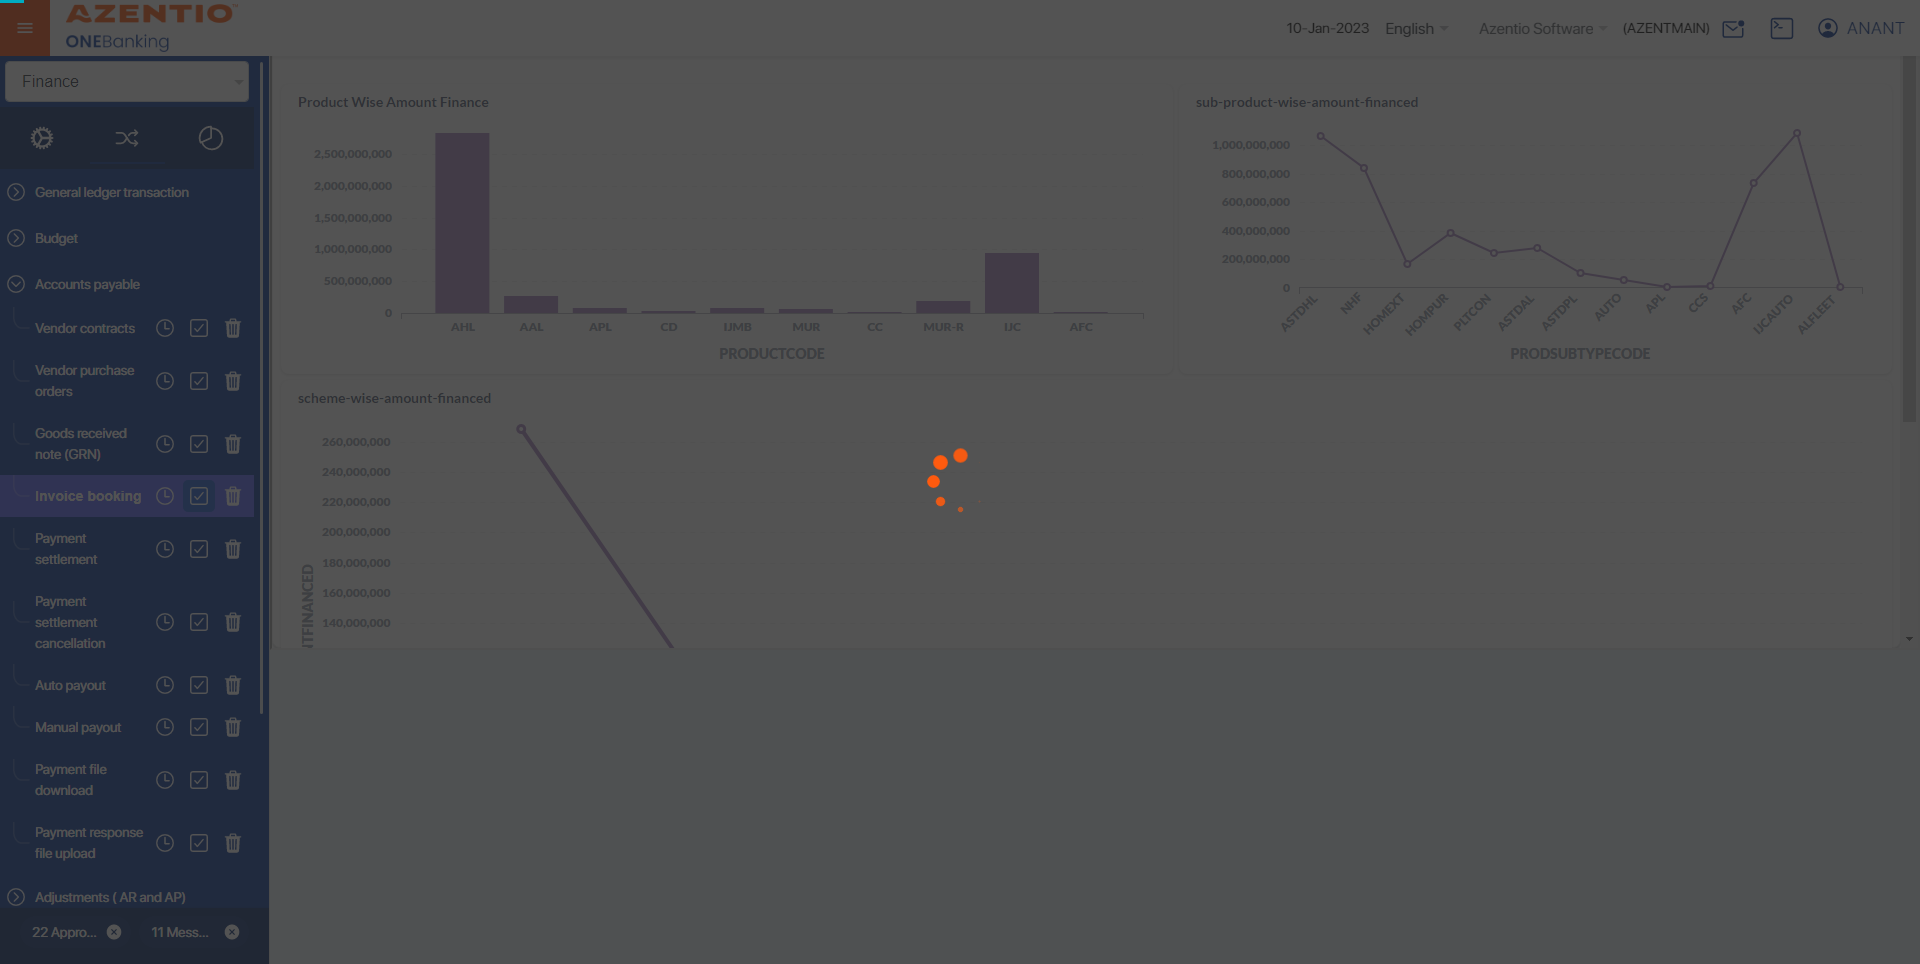 AZENTIO
ONEBanking
10-Jan-2023 English Azentio Software (AZENTMAIN) ANANT
Finance
General ledger transaction
Budget
Accounts payable
Vendor contracts
Vendor purchase
orders
Goods received
note (GRN)
Invoice booking
Payment
settlement
Payment
settlement
cancellation
Auto payout
Manual payout
Payment file
download
Payment response
file upload
Adjustments ( AR and AP)
22 Appro...
11 Mess...
Product Wise Amount Finance
2,500,000,000
2,000,000,000
1,500,000,000
1,000,000,000
500,000,000
0
AHL AAL APL CD IJMB MUR CC MUR-R IJC AFC
PRODUCTCODE
sub-product-wise-amount-financed
1,000,000,000
800,000,000
600,000,000
400,000,000
200,000,000
0
ASTDHL NHF HOMEXT HOMPUR PLTCON ASTDAL ASTDPL AUTO APL CCS AFC IJCAUTO ALFLEET
PRODSUBTYPECODE
scheme-wise-amount-financed
260,000,000
240,000,000
220,000,000
200,000,000
180,000,000
160,000,000
140,000,000
NTFINANCED